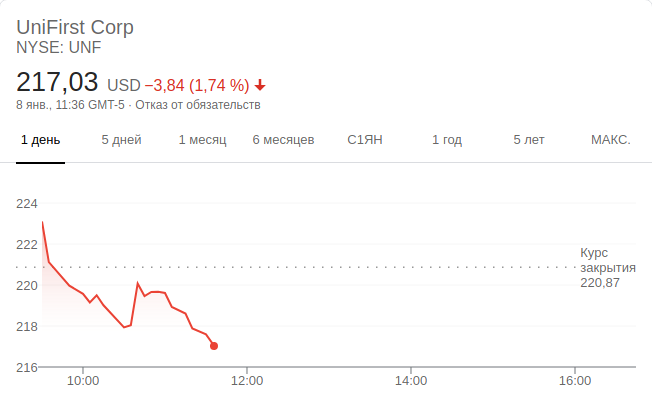 UniFirst Corp
NYSE: UNF
217,03 USD −3,84 (1,74 %)
8 янв., 11:36 GMT-5 · Отказ от обязательств
1 день 5 дней 1 месяц 6 месяцев С1ЯН 1 год 5 лет МАКС.
224
222
Курс
закрытия
220,87
220
218
216
10:00 12:00 14:00 16:00